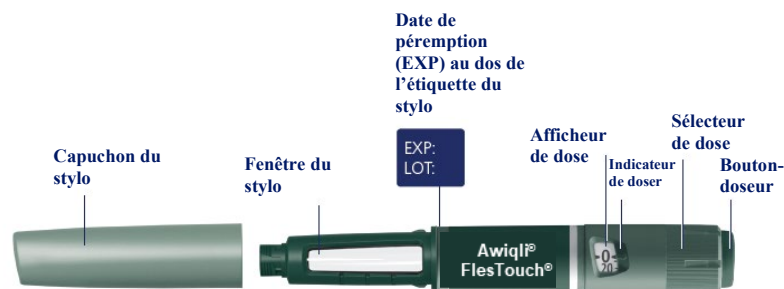 Date de
péremption
(EXP) au dos de
l’étiquette du
stylo
EXP:
LOT:
Capuchon du
stylo
Fenêtre du
stylo
Afficheur
de dose
Indicateur
de doser
Sélecteur
de dose
Bouton-
doseur
Awiqli®
FlesTouch®
-0-
20